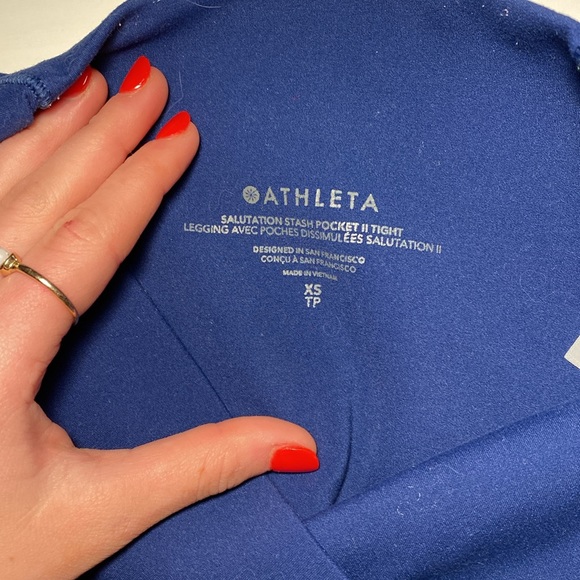 ATHLETA
SALUTATION STASH POCKET II TIGHT
LEGGING AVEC POCHES DISSIMULÉES SALUTATION II
DESIGNED IN SAN FRANCISCO
CONÇU À SAN FRANCISCO
MADE IN VIETNAM
XS
TP